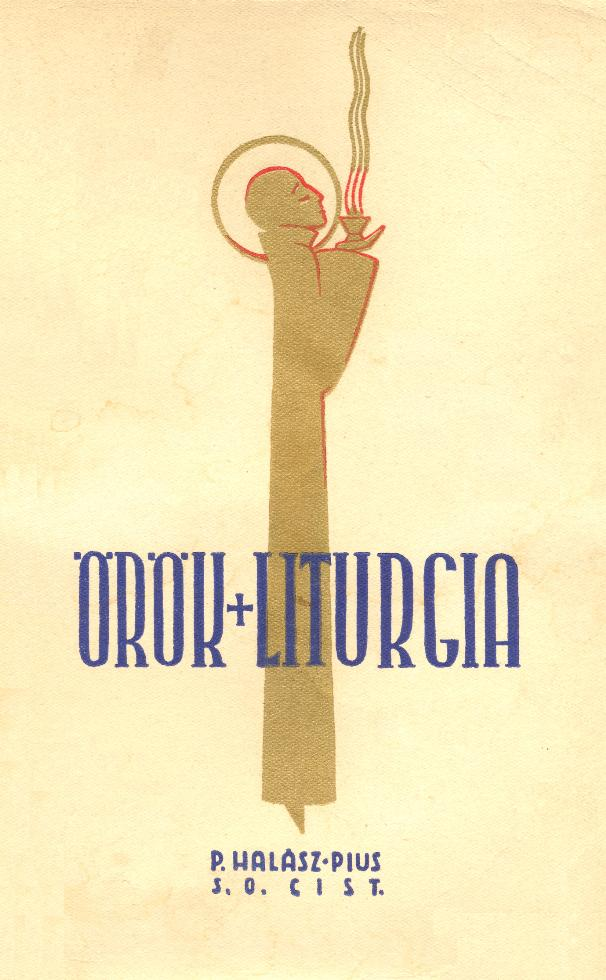 ÖRÖK+LITURGIA
P. HALÁSZ·PIUS
S. O. CIST.